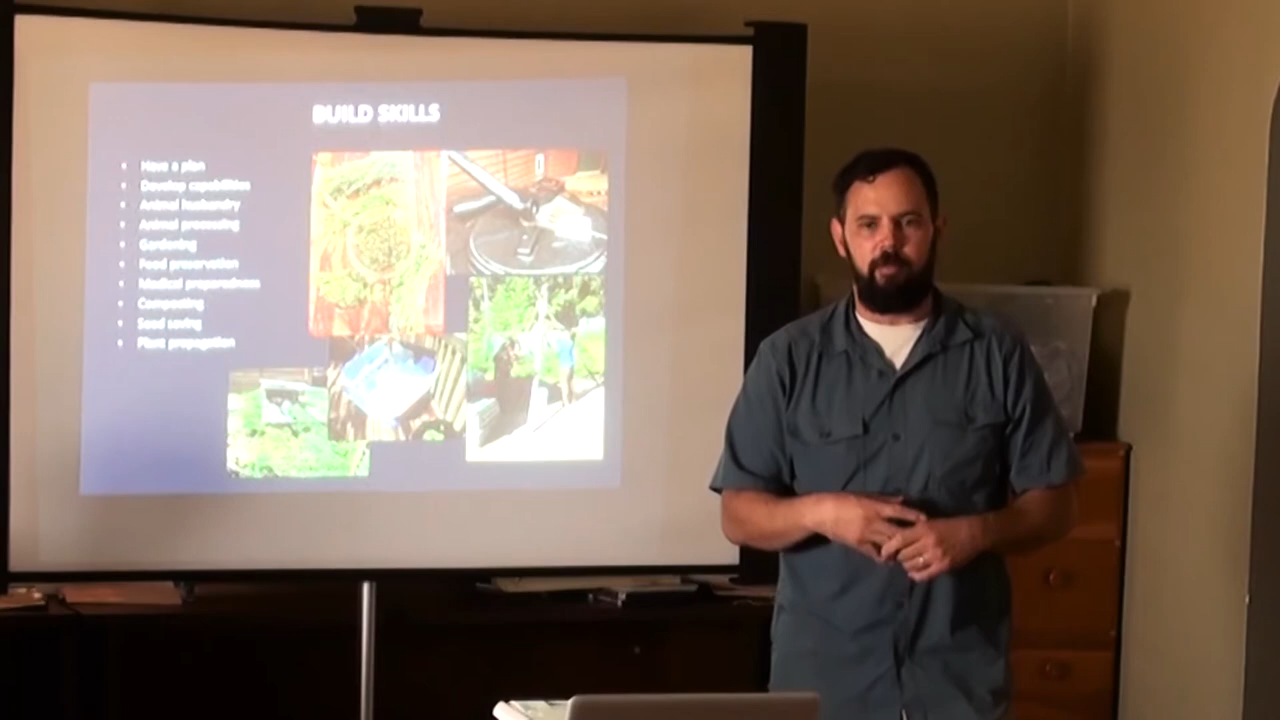 BUILD SKILLS
Have a plan
Develop capabilities
Animal husbandry
Animal processing
Gardening
Food preservation
Medical preparedness
Composting
Seed saving
Plant propagation